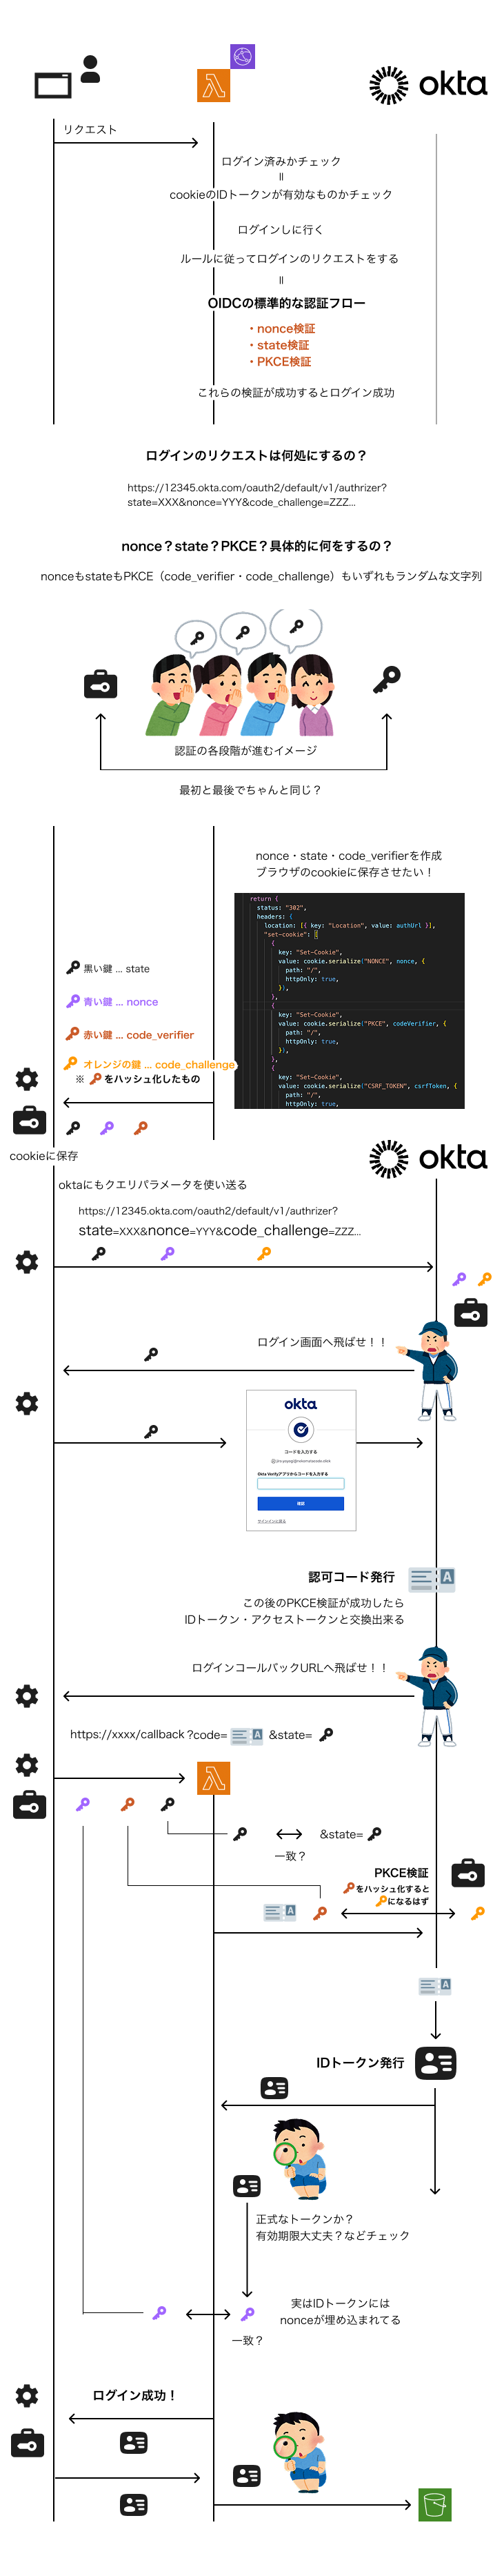 okta
リクエスト
ログイン済みかチェック
=
cookieのIDトークンが有効なものかチェック
ログインしに行く
ルールに従ってログインのリクエストをする
=
OIDCの標準的な認証フロー
・nonce検証
・state検証
・PKCE検証
これらの検証が成功するとログイン成功
ログインのリクエストは何処にするの？
https://12345.okta.com/oauth2/default/v1/authrizer?
state=XXX&nonce=YYY&code_challenge=ZZZ...
nonce？state？PKCE？具体的に何をするの？
nonceもstateもPKCE（code_verifier・code_challenge）もいずれもランダムな文字列
認証の各段階が進むイメージ
最初と最後でちゃんと同じ？
nonce・state・code_verifierを作成
ブラウザのcookieに保存させたい！
return {
status: "302",
headers: {
location: [{ key: "Location", value: authUrl }],
"set-cookie": [
{
key: "Set-Cookie",
value: cookie.serialize("NONCE", nonce, {
path: "/",
httpOnly: true,
}),
},
{
key: "Set-Cookie",
value: cookie.serialize("PKCE", codeVerifier, {
path: "/",
httpOnly: true,
}),
},
{
key: "Set-Cookie",
value: cookie.serialize("CSRF_TOKEN", csrfToken, {
path: "/",
httpOnly: true,
黒い鍵 ... state
青い鍵 ... nonce
赤い鍵 ... code_verifier
オレンジの鍵 ... code_challenge
※ をハッシュ化したもの
cookieに保存
okta
oktaにもクエリパラメータを使い送る
https://12345.okta.com/oauth2/default/v1/authrizer?
state=XXX&nonce=YYY&code_challenge=ZZZ...
ログイン画面へ飛ばせ！！
okta
コードを入力する
Okta Verifyアプリからコードを入力する
確認
サインインに戻る
認可コード発行
A
この後のPKCE検証が成功したら
IDトークン・アクセストークンと交換出来る
ログインコールバックURLへ飛ばせ！！
https://xxxx/callback ?code= A &state=
&state=
一致？
PKCE検証
をハッシュ化すると
になるはず
A
A
IDトークン発行
正式なトークンか？
有効期限大丈夫？などチェック
実はIDトークンには
nonceが埋め込まれてる
一致？
ログイン成功！